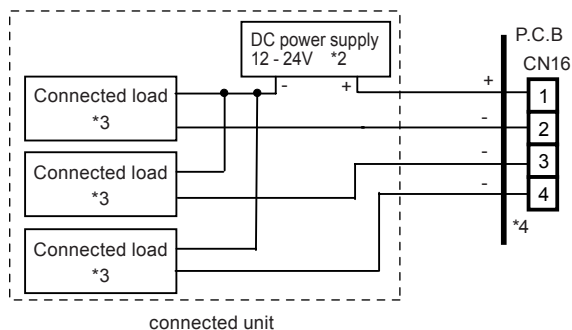 DC power supply
12 - 24V *2
- +
P.C.B
CN16
Connected load
*3
+
1
-
2
Connected load
*3
-
3
-
4
*4
Connected load
*3
connected unit